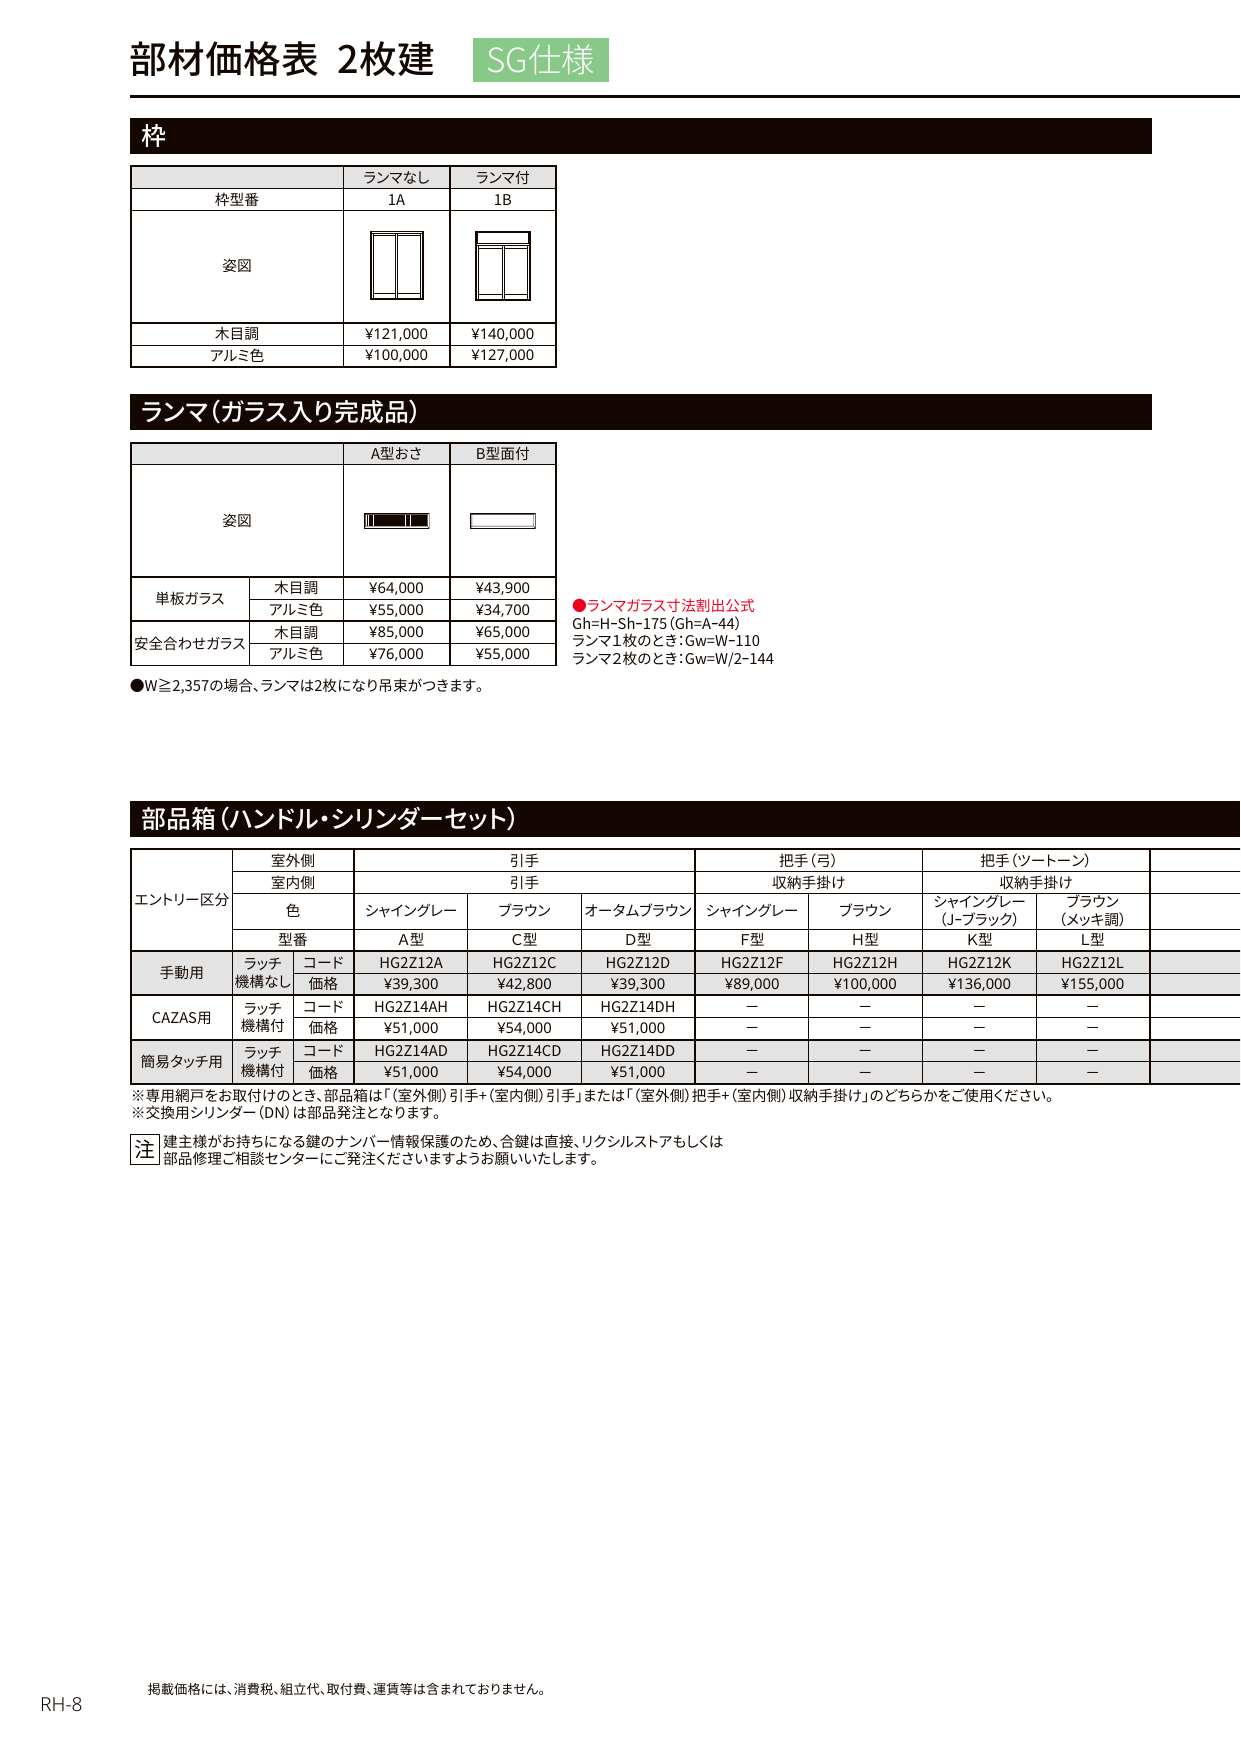 部材価格表 2枚建 SG仕様
枠
ランマなし ランマ付
枠型番 1A 1B
姿図
木目調 ¥121,000 ¥140,000
アルミ色 ¥100,000 ¥127,000
ランマ(ガラス入り完成品)
A型おさ B型面付
姿図
単板ガラス 木目調 ¥64,000 ¥43,900
アルミ色 ¥55,000 ¥34,700
安全合わせガラス 木目調 ¥85,000 ¥65,000
アルミ色 ¥76,000 ¥55,000
●ランマガラス寸法割出公式
Gh=H-Sh-175(Gh=A-44)
ランマ1枚のとき:Gw=W-110
ランマ2枚のとき:Gw=W/2-144
●W≧2,357の場合、ランマは2枚になり吊束がつきます。
部品箱(ハンドル・シリンダーセット)
エントリー区分 室外側 引手 把手(弓) 把手(ツートーン)
室内側 引手 収納手掛け 収納手掛け
色 シャイングレー ブラウン オータムブラウン シャイングレー ブラウン シャイングレー(J-ブラック) ブラウン(メッキ調)
型番 A型 C型 D型 F型 H型 K型 L型
手動用 ラッチ機構なし コード HG2Z12A HG2Z12C HG2Z12D HG2Z12F HG2Z12H HG2Z12K HG2Z12L
価格 ¥39,300 ¥42,800 ¥39,300 ¥89,000 ¥100,000 ¥136,000 ¥155,000
CAZAS用 ラッチ機構付 コード HG2Z14AH HG2Z14CH HG2Z14DH － － － －
価格 ¥51,000 ¥54,000 ¥51,000 － － － －
簡易タッチ用 ラッチ機構付 コード HG2Z14AD HG2Z14CD HG2Z14DD － － － －
価格 ¥51,000 ¥54,000 ¥51,000 － － － －
※専用網戸をお取付けのとき、部品箱は「(室外側)引手+(室内側)引手」または「(室外側)把手+(室内側)収納手掛け」のどちらかをご使用ください。
※交換用シリンダー(DN)は部品発注となります。
注 建主様がお持ちになる鍵のナンバー情報保護のため、合鍵は直接、リクシルストアもしくは
部品修理ご相談センターにご発注くださいますようお願いいたします。
掲載価格には、消費税、組立代、取付費、運賃等は含まれておりません。
RH-8